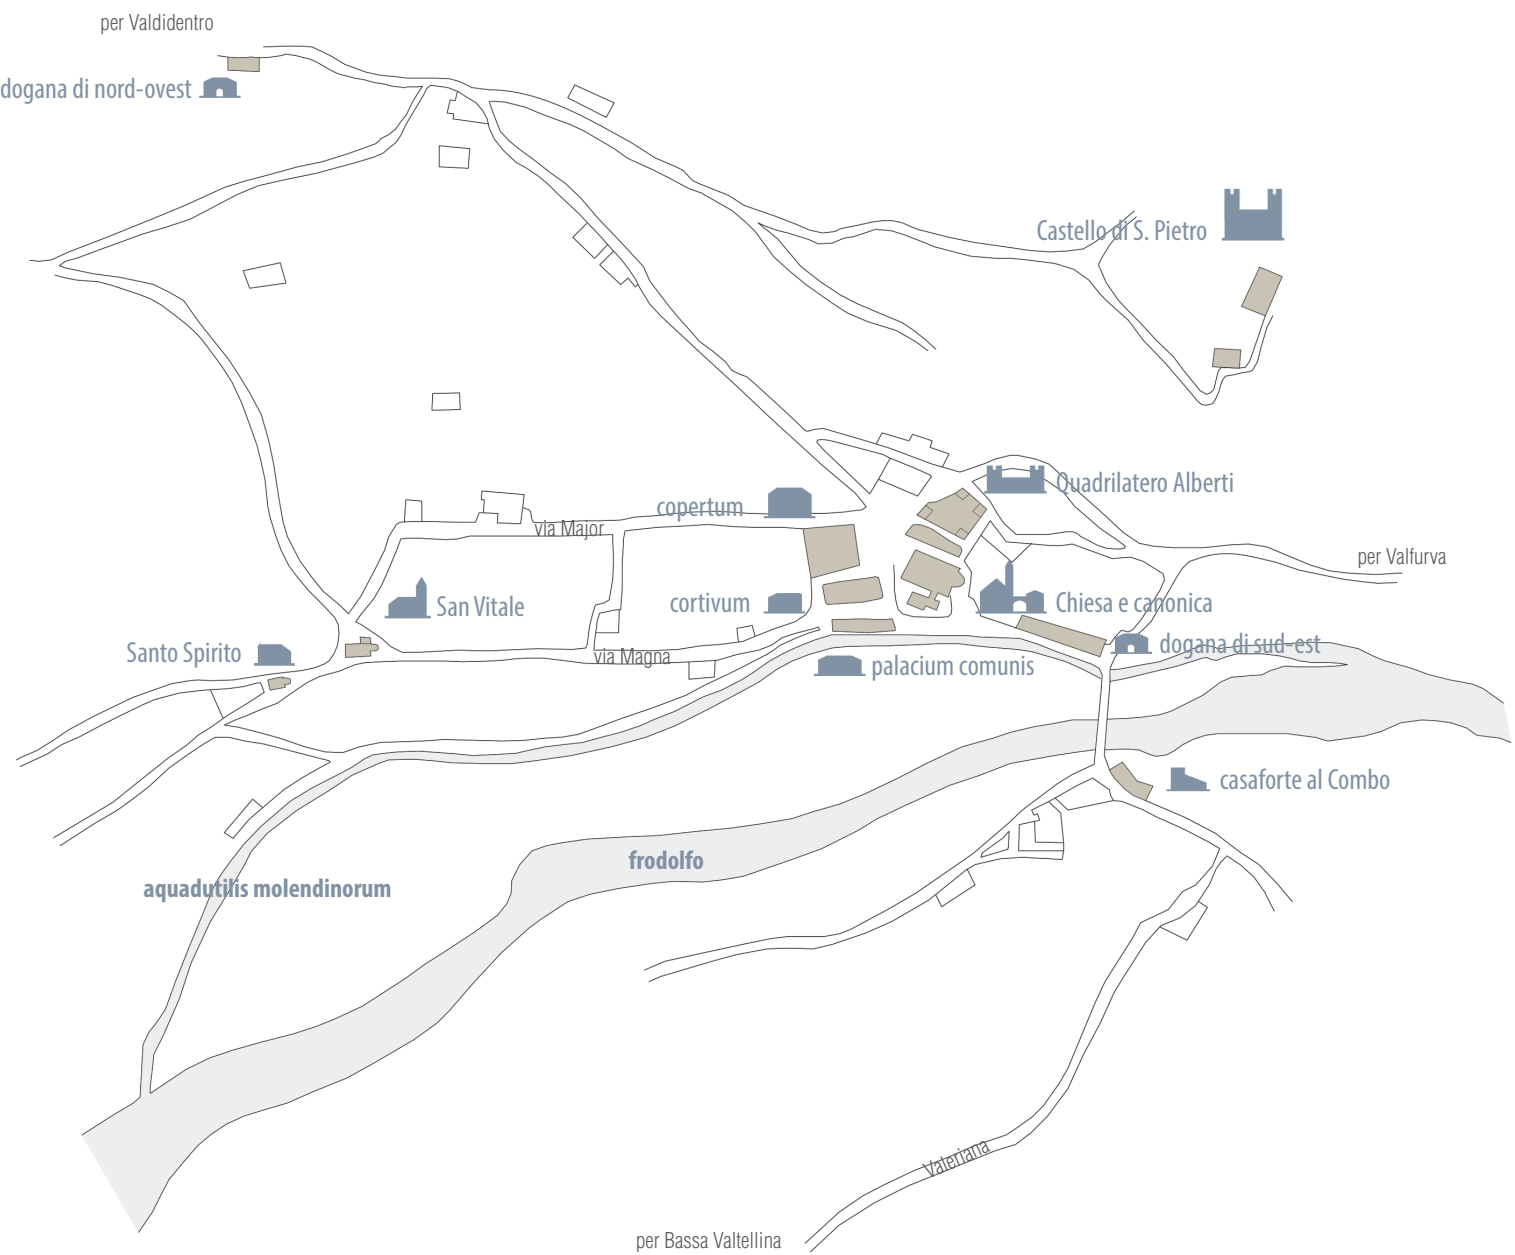 per Valdidentro
dogana di nord-ovest
Castello di S. Pietro
Quadrilatero Alberti
copertum
via Major
per Valfurva
San Vitale
cortivum
Chiesa e canonica
Santo Spirito
via Magna
dogana di sud-est
palacium comunis
casaforte al Combo
frodolfo
aquadutilis molendinorum
Valeriana
per Bassa Valtellina